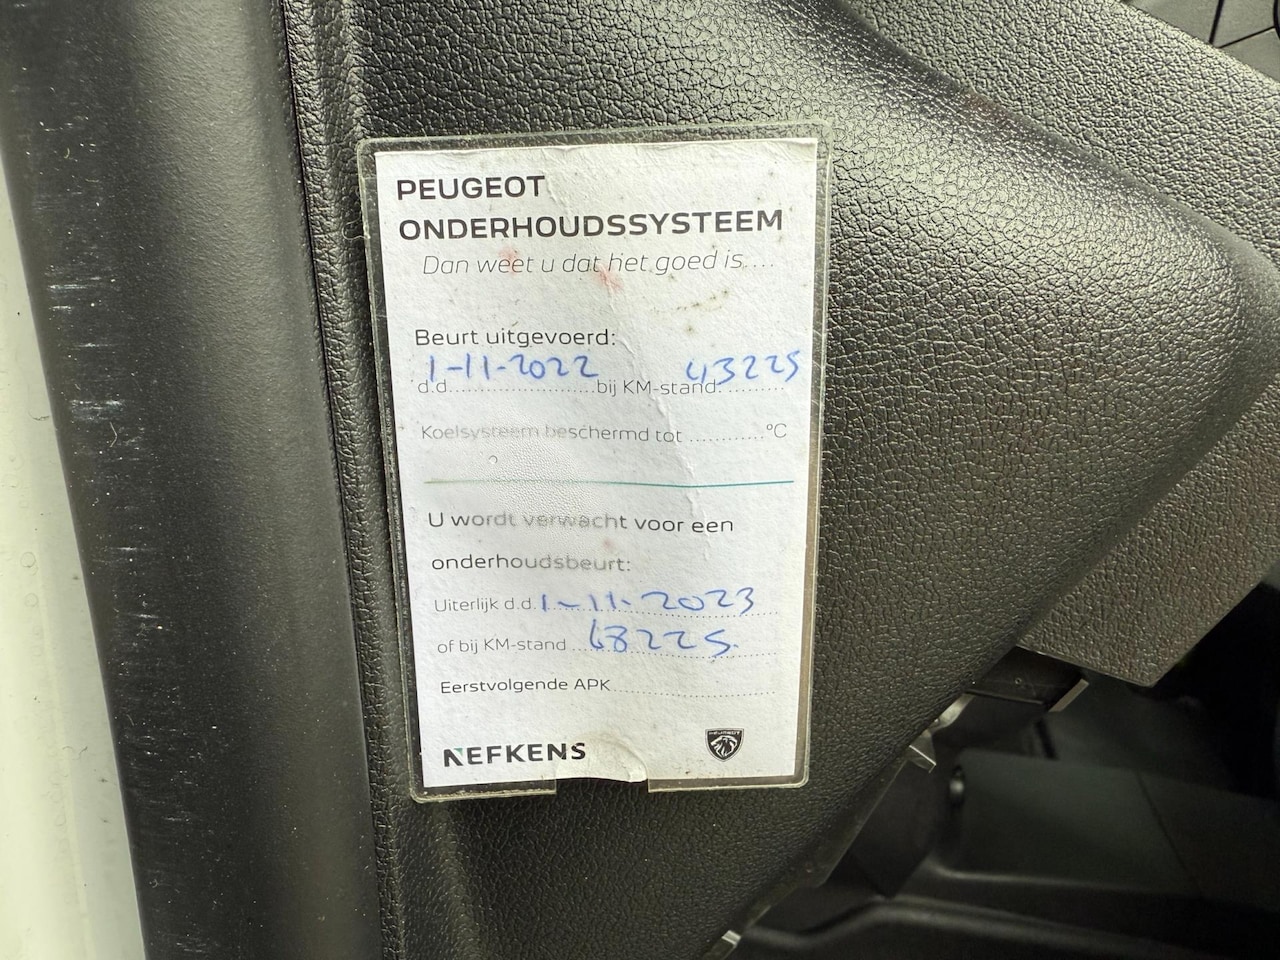 PEUGEOT
ONDERHOUDSSYSTEEM
Dan weet u dat het goed is....
Beurt uitgevoerd:
d.d. 1-11-2022 bij KM-stand: 43225
Koelsysteem beschermd tot ............°C
U wordt verwacht voor een
onderhoudsbeurt:
Uiterlijk d.d. 1-11-2023
of bij KM-stand 68225
Eerstvolgende APK
NEFKENS
PEUGEOT